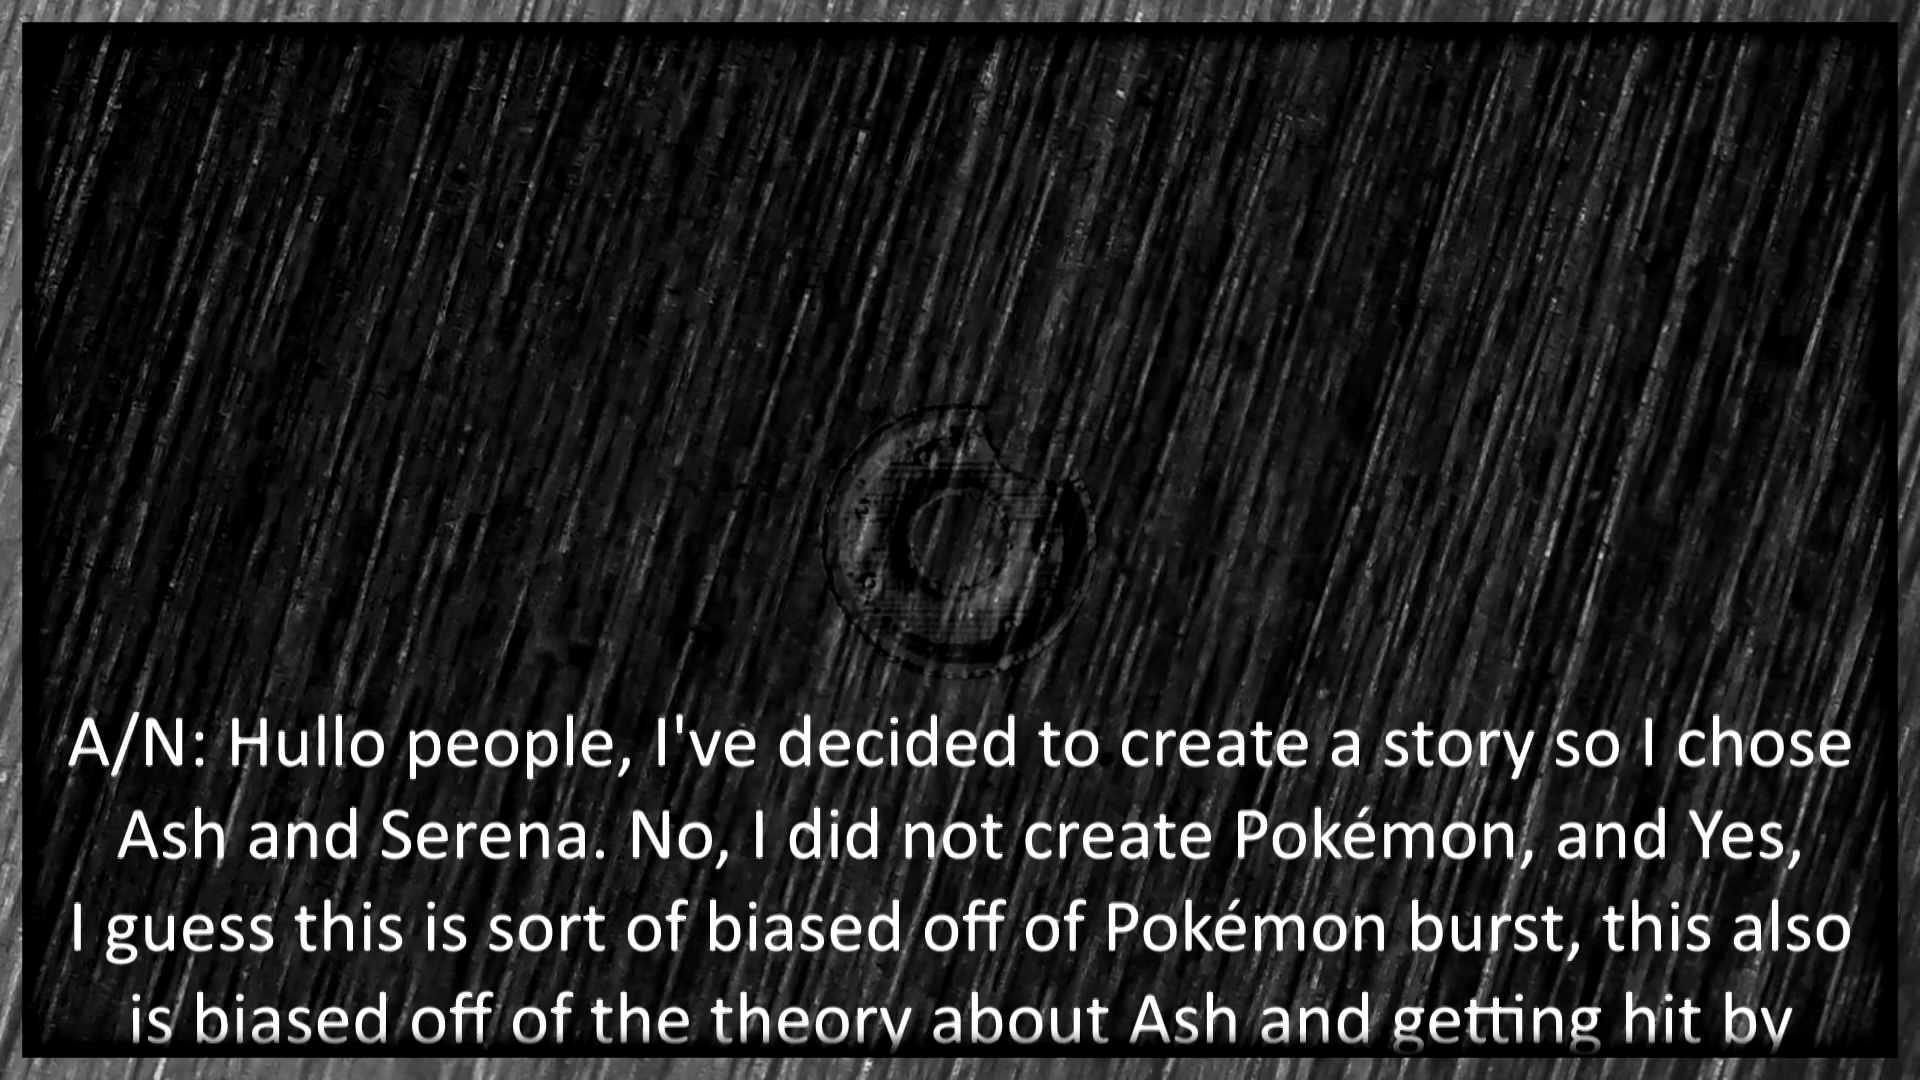 A/N: Hullo people, I've decided to create a story so I chose
Ash and Serena. No, I did not create Pokémon, and Yes,
I guess this is sort of biased off of Pokémon burst, this also
is biased off of the theory about Ash and getting hit by